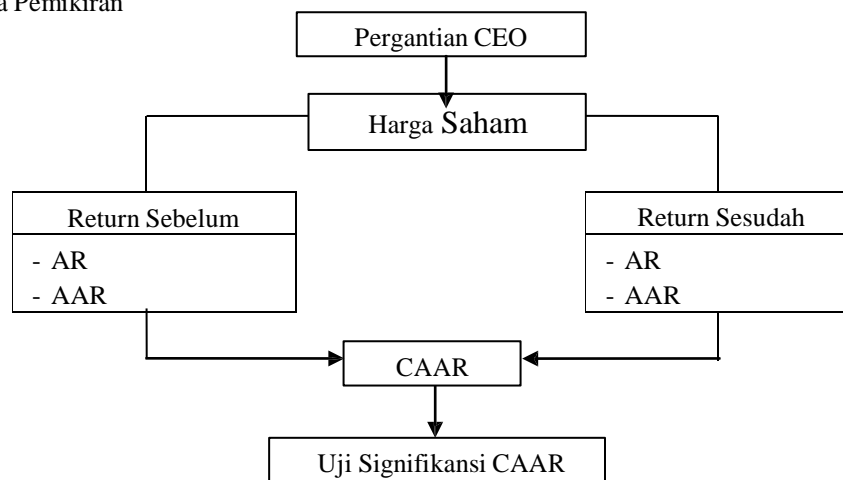 a Pemikiran
Pergantian CEO
Harga Saham
Return Sebelum
- AR
- AAR
Return Sesudah
- AR
- AAR
CAAR
Uji Signifikansi CAAR